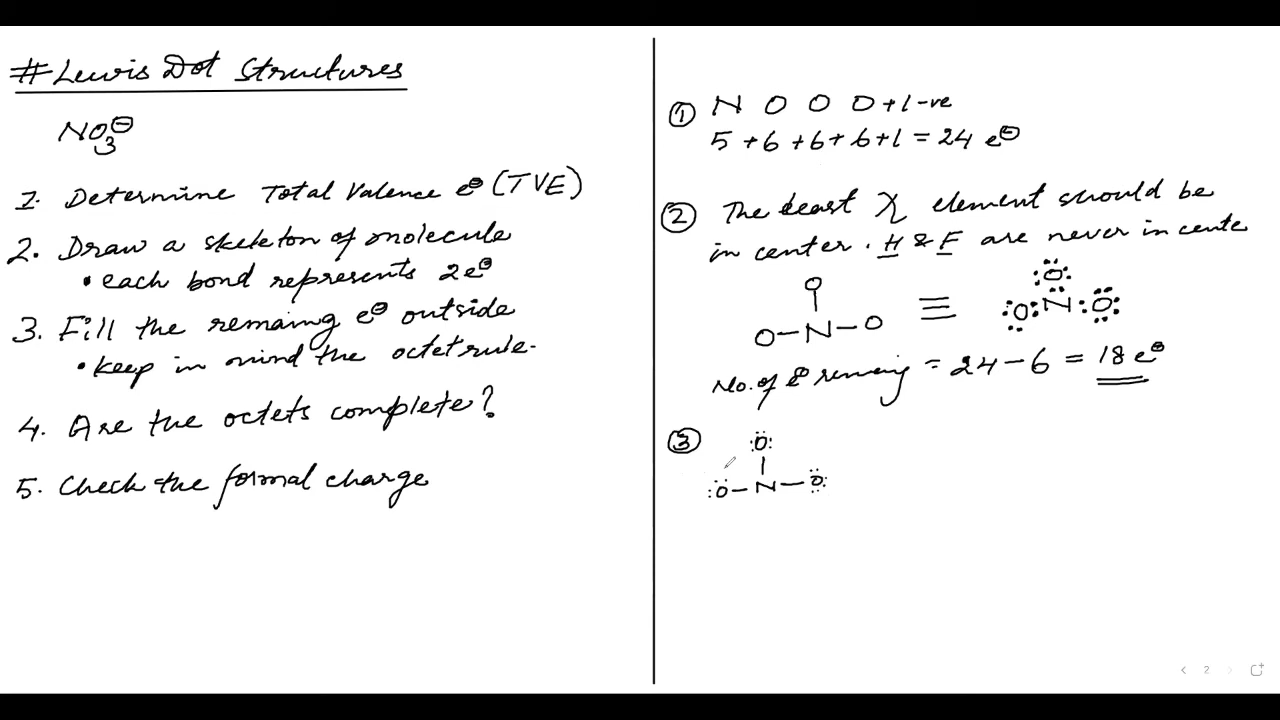 # Lewis Dot Structures
NO₃⊖
1. Determine Total Valence e⊖ (TVE)
2. Draw a skeleton of molecule
• each bond represents 2e⊖
3. Fill the remaing e⊖ outside
• keep in mind the octet rule.
4. Are the octets complete?
5. Check the formal charge
① N O O O + 1 -ve
5 + 6 + 6 + 6 + 1 = 24 e⊖
② The least χ element should be
in center. H & F are never in cente
O
O – N – O ≡ :O:N:O:
No. of e⊖ remaing = 24 – 6 = 18 e⊖
③ :O:
:O – N – O:
2